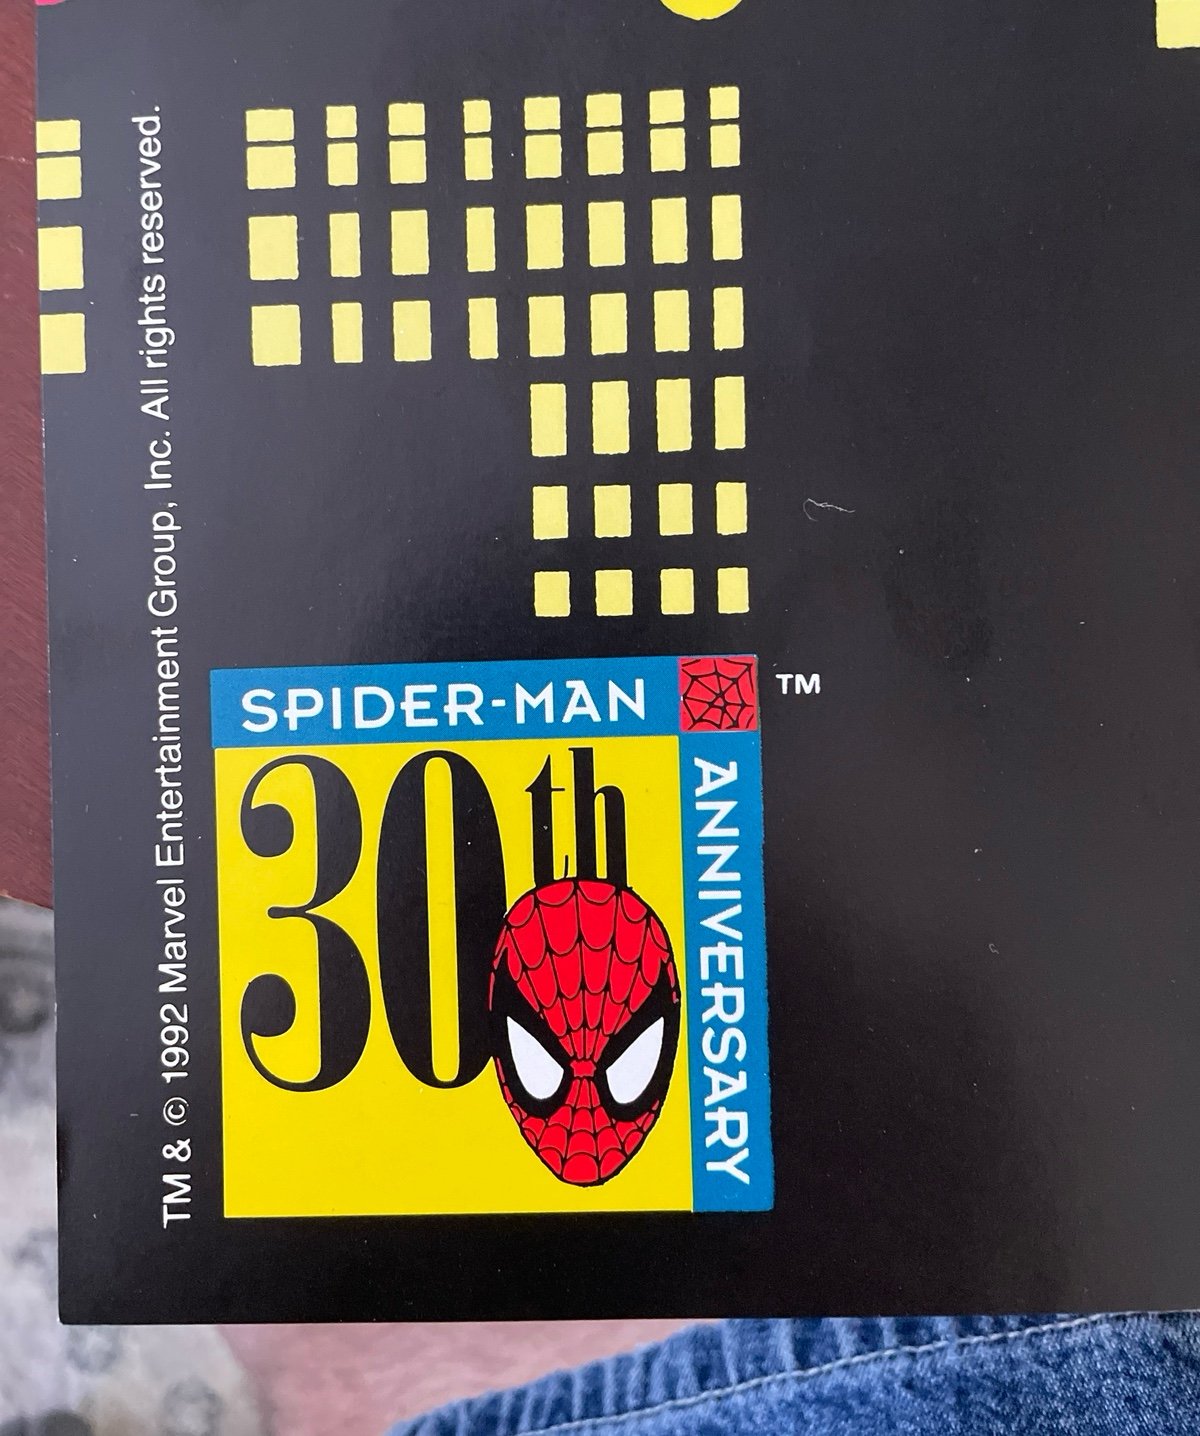 TM & © 1992 Marvel Entertainment Group, Inc. All rights reserved.
SPIDER-MAN
TM
30th
ANNIVERSARY